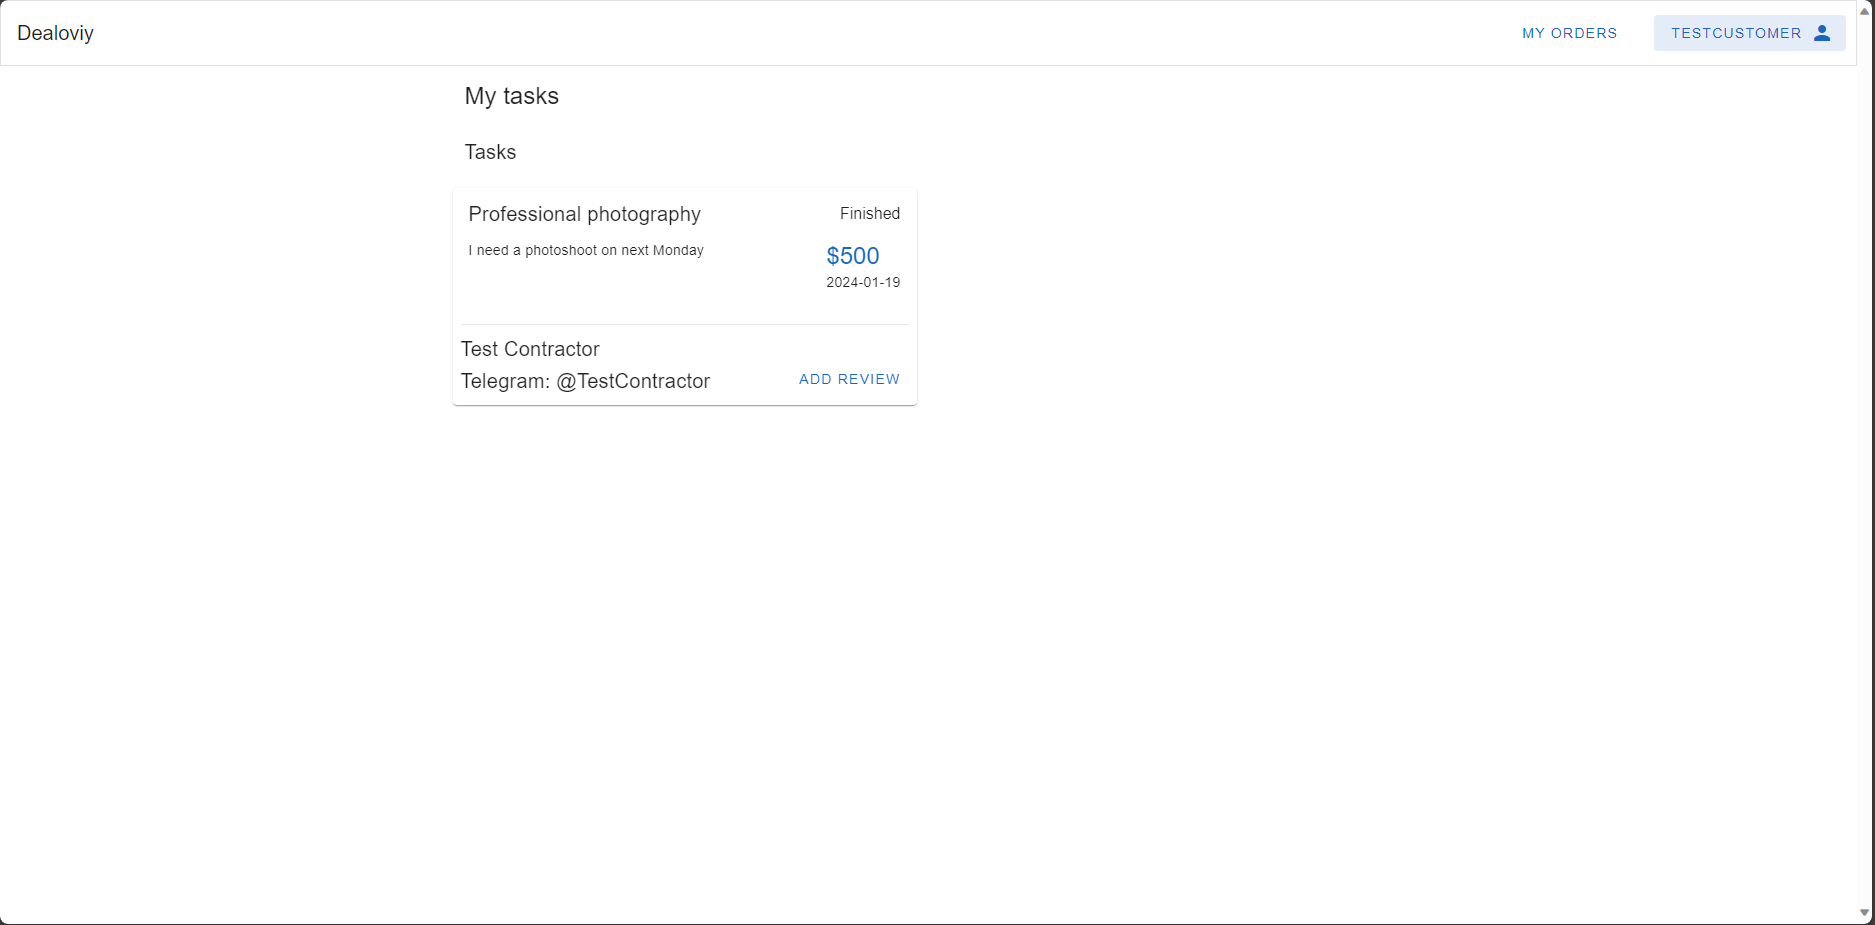 Dealoviy
MY ORDERS
TESTCUSTOMER
My tasks
Tasks
Professional photography
Finished
I need a photoshoot on next Monday
$500
2024-01-19
Test Contractor
Telegram: @TestContractor
ADD REVIEW